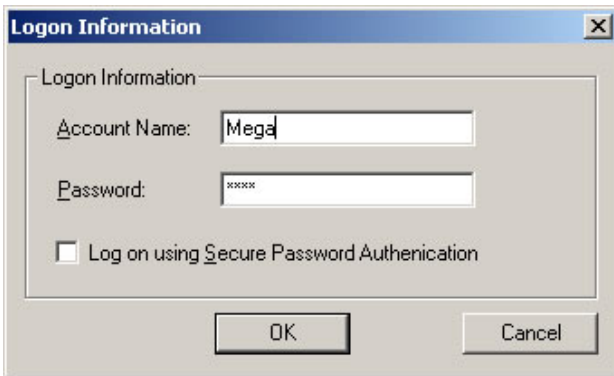 Logon Information
Logon Information
Account Name: Mega
Password: ****
Log on using Secure Password Authenication
OK Cancel